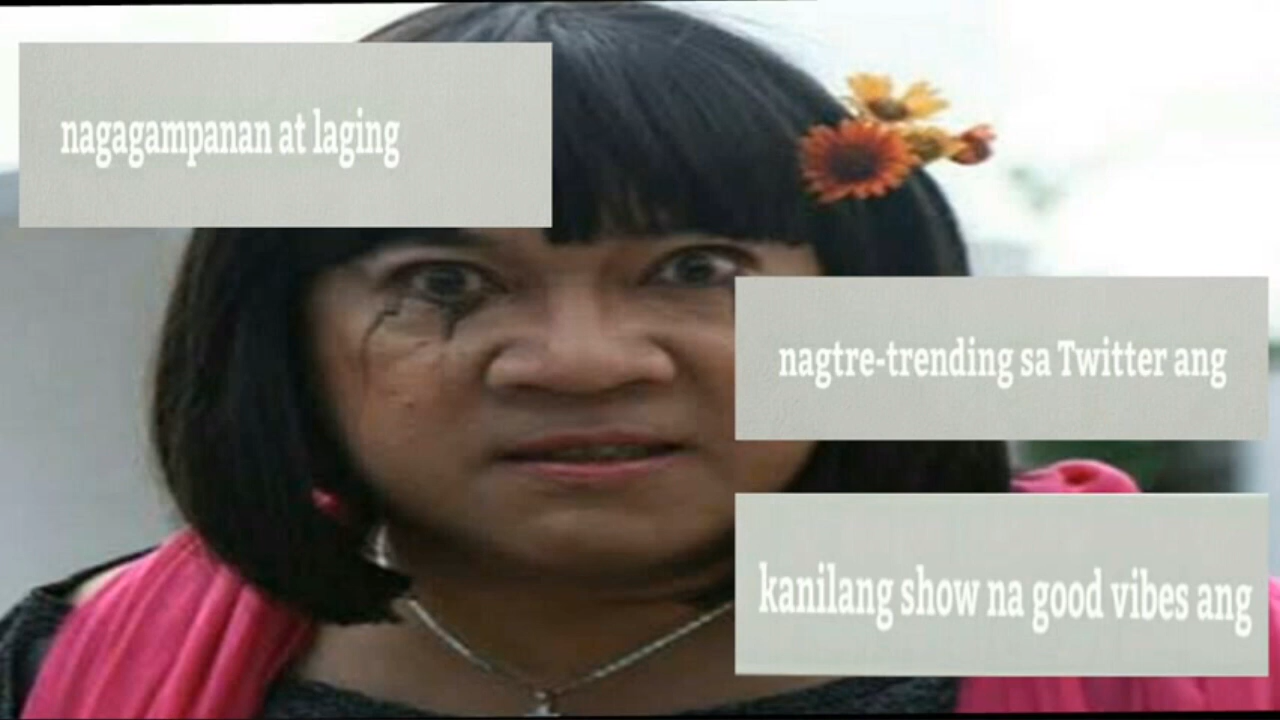 nagagampanan at laging
nagtre-trending sa Twitter ang
kanilang show na good vibes ang